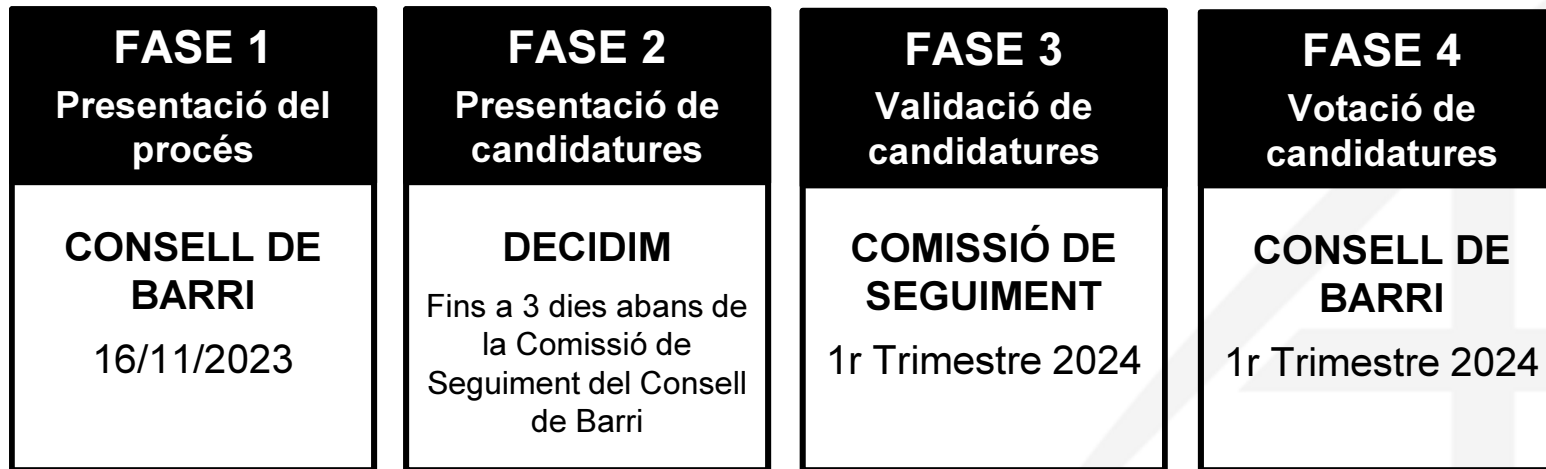 FASE 1
Presentació del
procés
CONSELL DE
BARRI
16/11/2023
FASE 2
Presentació de
candidatures
DECIDIM
Fins a 3 dies abans de
la Comissió de
Seguiment del Consell
de Barri
FASE 3
Validació de
candidatures
COMISSIÓ DE
SEGUIMENT
1r Trimestre 2024
FASE 4
Votació de
candidatures
CONSELL DE
BARRI
1r Trimestre 2024